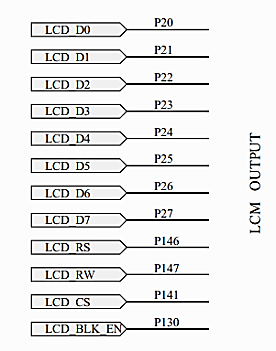 LCD_D0 P20
LCD_D1 P21
LCD_D2 P22
LCD_D3 P23
LCD_D4 P24
LCD_D5 P25
LCD_D6 P26
LCD_D7 P27
LCD_RS P146
LCD_RW P147
LCD_CS P141
LCD_BLK_EN P130
LCM OUTPUT